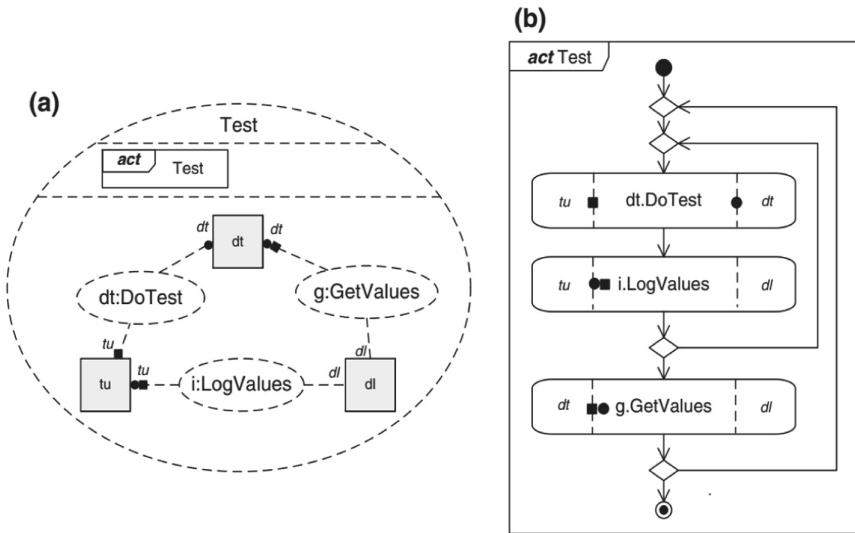 (a)
Test
act
Test
dt
dt
dt
dt:DoTest
g:GetValues
tu
dl
tu
tu
i:LogValues
dl
dl
(b)
act Test
tu
dt.DoTest
dt
tu
i.LogValues
dl
dt
g.GetValues
dl